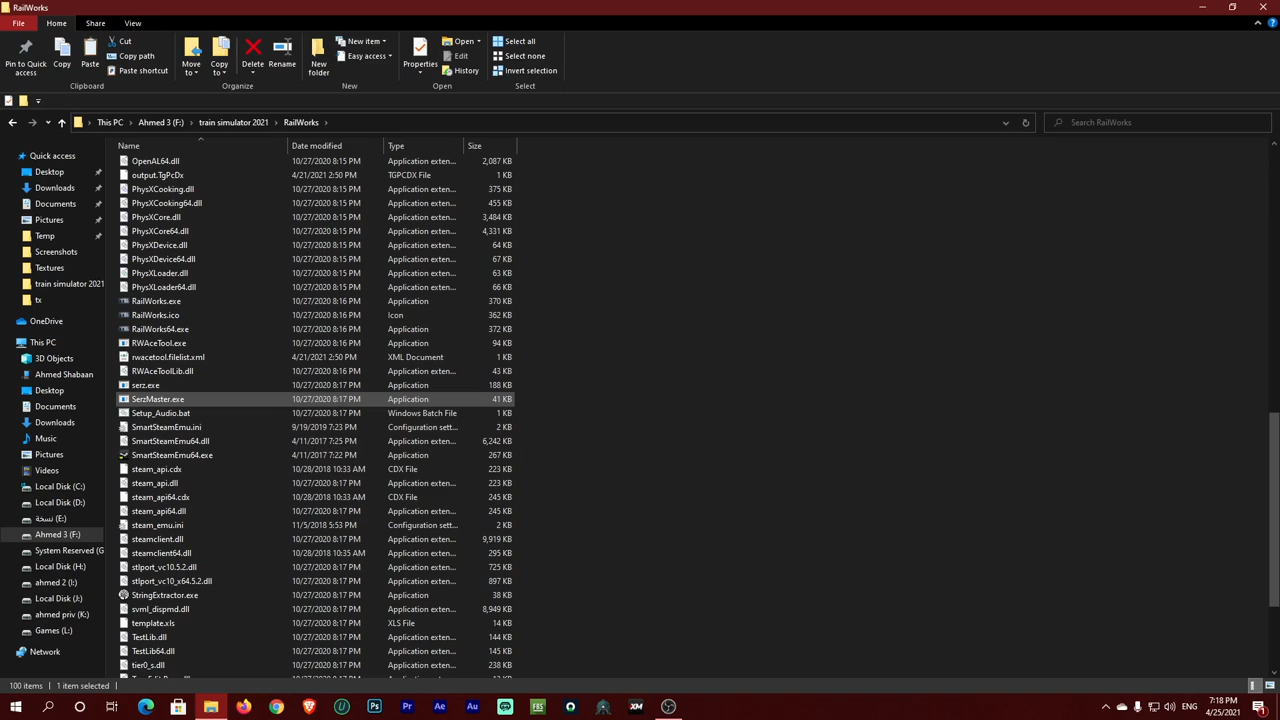 RailWorks
File Home Share View
Pin to Quick access
Copy
Paste
Cut
Copy path
Paste shortcut
Clipboard
Move to
Copy to
Delete
Rename
Organize
New folder
New item
Easy access
New
Properties
Open
Edit
History
Open
Select all
Select none
Invert selection
Select
This PC > Ahmed 3 (F:) > train simulator 2021 > RailWorks >
Search RailWorks
Quick access
Desktop
Downloads
Documents
Pictures
Temp
Screenshots
Textures
train simulator 2021
tx
OneDrive
This PC
3D Objects
Ahmed Shabaan
Desktop
Documents
Downloads
Music
Pictures
Videos
Local Disk (C:)
Local Disk (D:)
نسخة (E:)
Ahmed 3 (F:)
System Reserved (G
Local Disk (H:)
ahmed 2 (I:)
Local Disk (J:)
ahmed priv (K:)
Games (L:)
Network
Name Date modified Type Size
OpenAL64.dll 10/27/2020 8:15 PM Application exten... 2,087 KB
output.TgPcDx 4/21/2021 2:50 PM TGPCDX File 1 KB
PhysXCooking.dll 10/27/2020 8:15 PM Application exten... 375 KB
PhysXCooking64.dll 10/27/2020 8:15 PM Application exten... 455 KB
PhysXCore.dll 10/27/2020 8:15 PM Application exten... 3,484 KB
PhysXCore64.dll 10/27/2020 8:15 PM Application exten... 4,331 KB
PhysXDevice.dll 10/27/2020 8:15 PM Application exten... 64 KB
PhysXDevice64.dll 10/27/2020 8:15 PM Application exten... 67 KB
PhysXLoader.dll 10/27/2020 8:15 PM Application exten... 63 KB
PhysXLoader64.dll 10/27/2020 8:15 PM Application exten... 66 KB
RailWorks.exe 10/27/2020 8:16 PM Application 370 KB
RailWorks.ico 10/27/2020 8:16 PM Icon 362 KB
RailWorks64.exe 10/27/2020 8:16 PM Application 372 KB
RWAceTool.exe 10/27/2020 8:16 PM Application 94 KB
rwacetool.filelist.xml 4/21/2021 2:50 PM XML Document 1 KB
RWAceToolLib.dll 10/27/2020 8:16 PM Application exten... 43 KB
serz.exe 10/27/2020 8:17 PM Application 188 KB
SerzMaster.exe 10/27/2020 8:17 PM Application 41 KB
Setup_Audio.bat 10/27/2020 8:17 PM Windows Batch File 1 KB
SmartSteamEmu.ini 9/19/2019 7:23 PM Configuration sett... 2 KB
SmartSteamEmu64.dll 4/11/2017 7:25 PM Application exten... 6,242 KB
SmartSteamEmu64.exe 4/11/2017 7:22 PM Application 267 KB
steam_api.cdx 10/28/2018 10:33 AM CDX File 223 KB
steam_api.dll 10/27/2020 8:17 PM Application exten... 223 KB
steam_api64.cdx 10/28/2018 10:33 AM CDX File 245 KB
steam_api64.dll 10/27/2020 8:17 PM Application exten... 245 KB
steam_emu.ini 11/5/2018 5:53 PM Configuration sett... 2 KB
steamclient.dll 10/27/2020 8:17 PM Application exten... 9,919 KB
steamclient64.dll 10/28/2018 10:35 AM Application exten... 295 KB
stlport_vc10.5.2.dll 10/27/2020 8:17 PM Application exten... 725 KB
stlport_vc10_x64.5.2.dll 10/27/2020 8:17 PM Application exten... 897 KB
StringExtractor.exe 10/27/2020 8:17 PM Application 38 KB
svml_dispmd.dll 10/27/2020 8:17 PM Application exten... 8,949 KB
template.xls 10/27/2020 8:17 PM XLS File 14 KB
TestLib.dll 10/27/2020 8:17 PM Application exten... 144 KB
TestLib64.dll 10/27/2020 8:17 PM Application exten... 145 KB
tier0_s.dll 10/27/2020 8:17 PM Application exten... 238 KB
100 items 1 item selected
Ps Pr Ae Au FBS XM
ENG
7:18 PM
4/25/2021
1